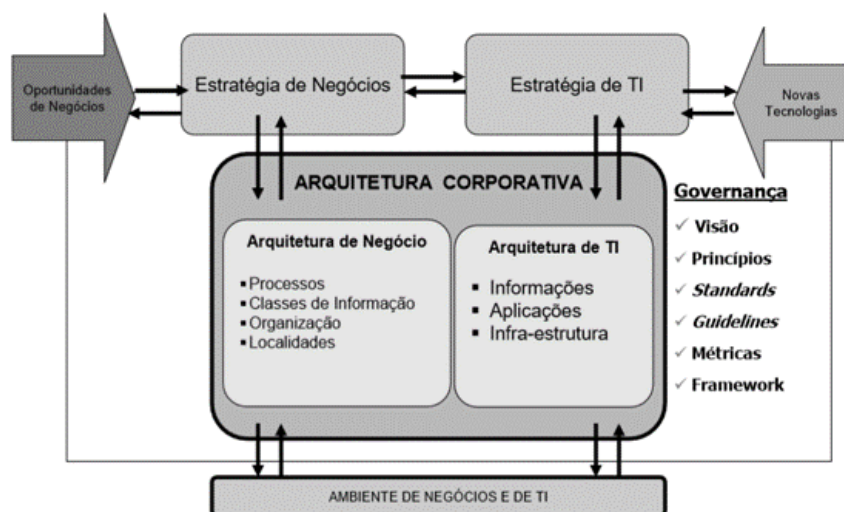 Oportunidades
de Negócios
Estratégia de Negócios
Estratégia de TI
Novas
Tecnologias
ARQUITETURA CORPORATIVA
Arquitetura de Negócio
▪ Processos
▪ Classes de Informação
▪ Organização
▪ Localidades
Arquitetura de TI
▪ Informações
▪ Aplicações
▪ Infra-estrutura
Governança
✓ Visão
✓ Princípios
✓ Standards
✓ Guidelines
✓ Métricas
✓ Framework
AMBIENTE DE NEGÓCIOS E DE TI